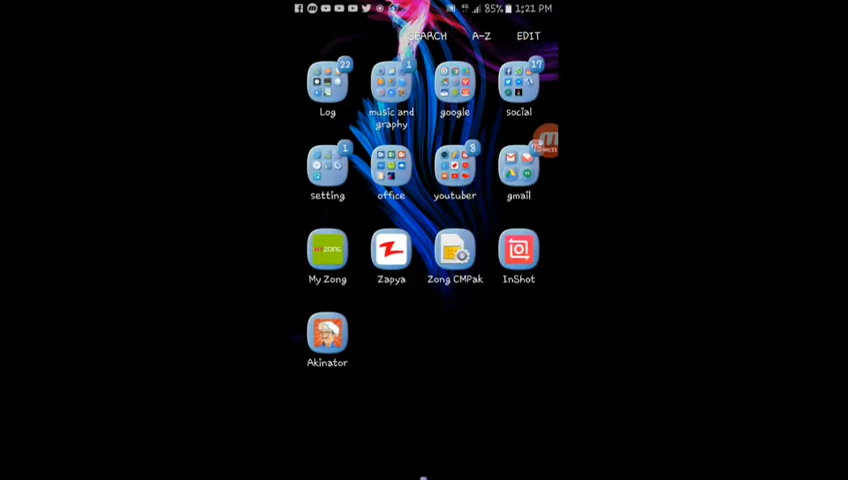 85% 1:21 PM
SEARCH A-Z EDIT
22 1 17
Log music and graphy google social
1 8
setting office youtuber gmail
My Zong Zapya Zong CMPak InShot
Akinator